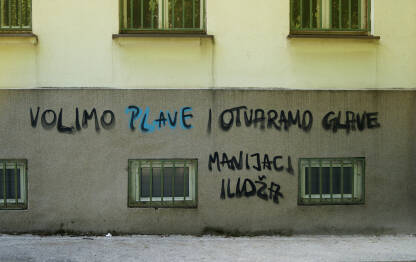 VOLIMO PLAVE I OTVARAMO GLAVE
MANIJACI
ILIDŽA